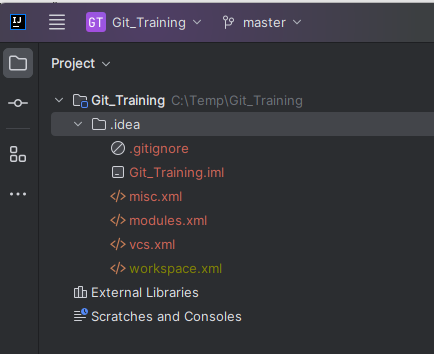 IJ GT Git_Training master
Project
Git_Training C:\Temp\Git_Training
.idea
.gitignore
Git_Training.iml
</> misc.xml
</> modules.xml
</> vcs.xml
</> workspace.xml
External Libraries
Scratches and Consoles